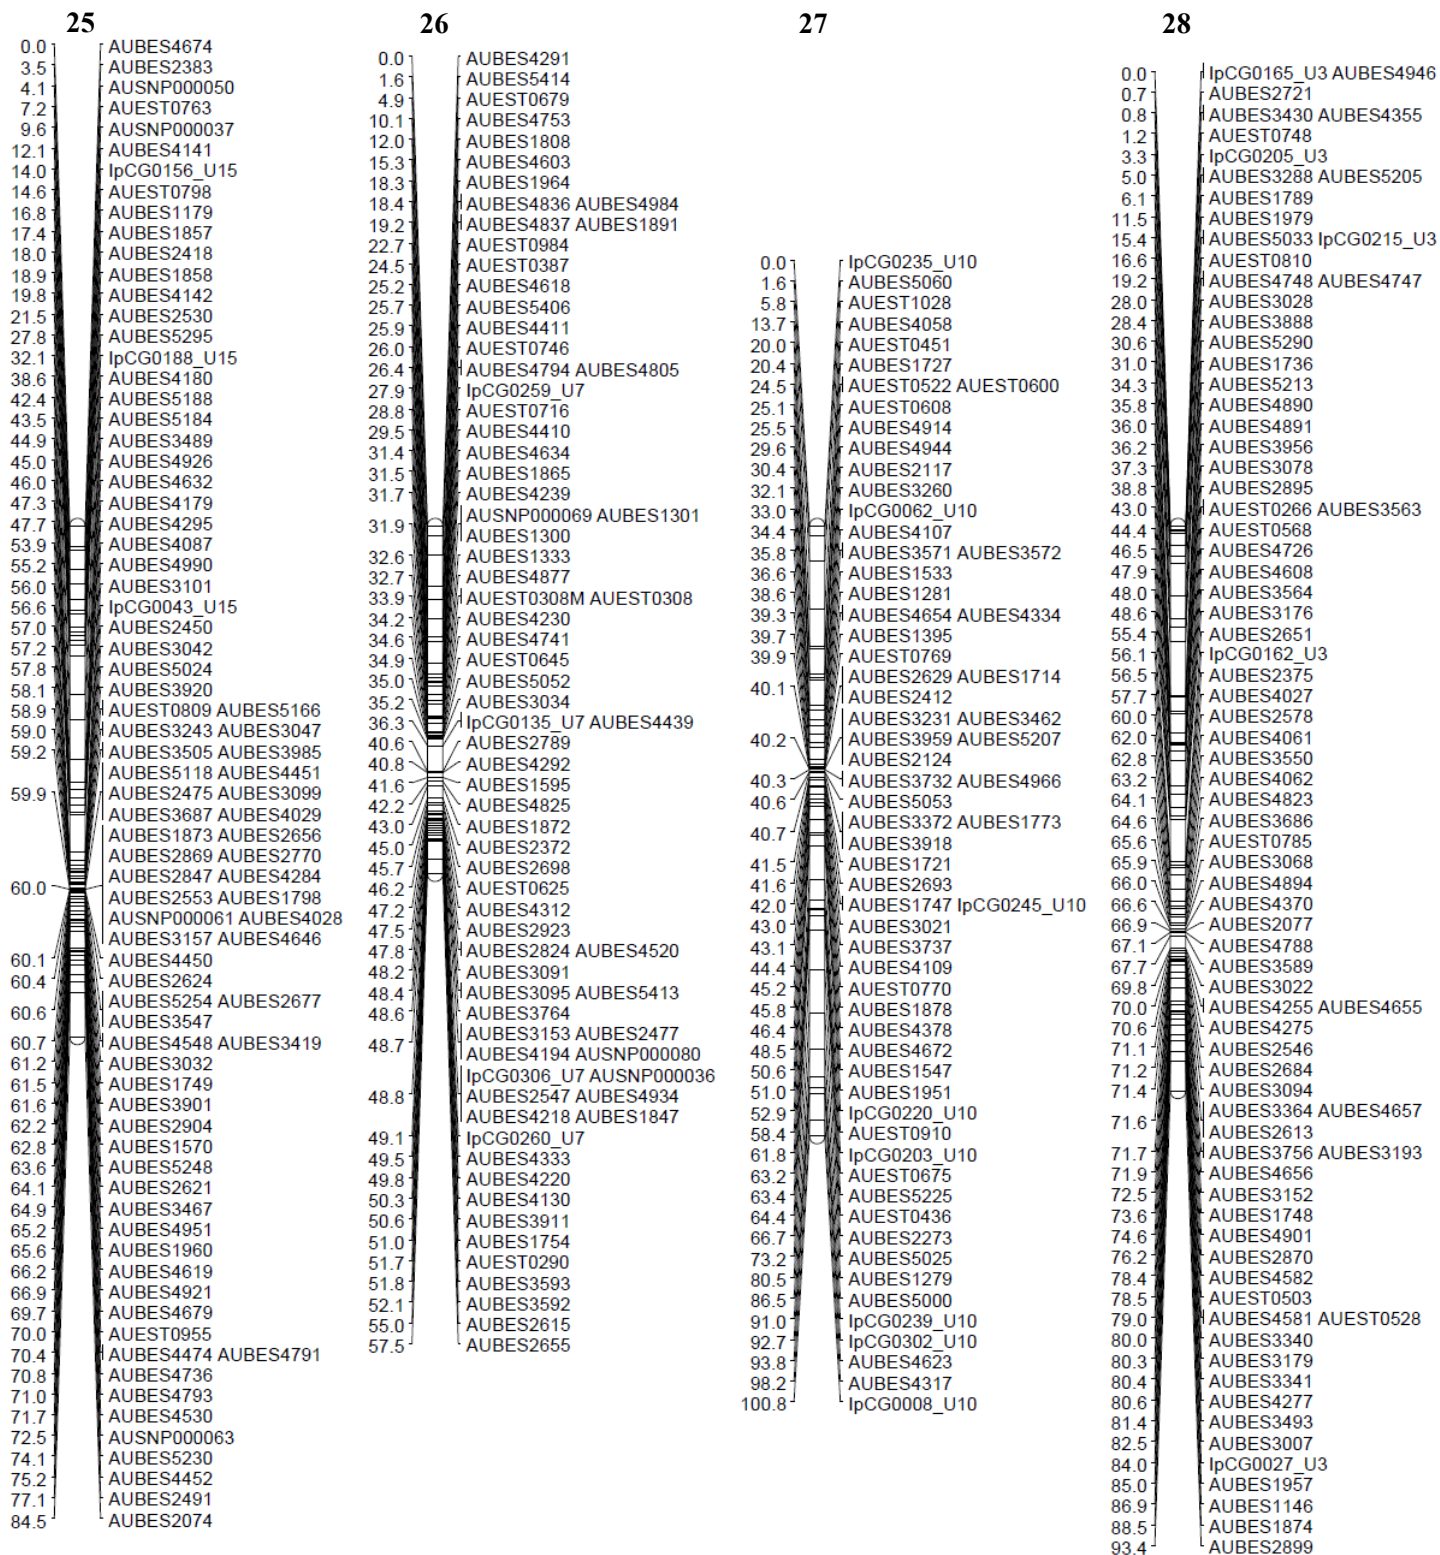 25
0.0 AUBES4674
3.5 AUBES2383
4.1 AUSNP000050
7.2 AUEST0763
9.6 AUSNP000037
12.1 AUBES4141
14.0 IpCG0156_U15
14.6 AUEST0798
16.8 AUBES1179
17.4 AUBES1857
18.0 AUBES2418
18.9 AUBES1858
19.8 AUBES4142
21.5 AUBES2530
27.8 AUBES5295
32.1 IpCG0188_U15
38.6 AUBES4180
42.4 AUBES5188
43.5 AUBES5184
44.9 AUBES3489
45.0 AUBES4926
46.0 AUBES4632
47.3 AUBES4179
47.7 AUBES4295
53.9 AUBES4087
55.2 AUBES4990
56.0 AUBES3101
56.6 IpCG0043_U15
57.0 AUBES2450
57.2 AUBES3042
57.8 AUBES5024
58.1 AUBES3920
58.9 AUEST0809 AUBES5166
59.0 AUBES3243 AUBES3047
59.2 AUBES3505 AUBES3985
AUBES5118 AUBES4451
59.9 AUBES2475 AUBES3099
AUBES3687 AUBES4029
AUBES1873 AUBES2656
AUBES2869 AUBES2770
60.0 AUBES2847 AUBES4284
AUBES2553 AUBES1798
AUSNP000061 AUBES4028
AUBES3157 AUBES4646
60.1 AUBES4450
60.4 AUBES2624
60.6 AUBES5254 AUBES2677
AUBES3547
60.7 AUBES4548 AUBES3419
61.2 AUBES3032
61.5 AUBES1749
61.6 AUBES3901
62.2 AUBES2904
62.8 AUBES1570
63.6 AUBES5248
64.1 AUBES2621
64.9 AUBES3467
65.2 AUBES4951
65.6 AUBES1960
66.2 AUBES4619
66.9 AUBES4921
69.7 AUBES4679
70.0 AUEST0955
70.4 AUBES4474 AUBES4791
70.8 AUBES4736
71.0 AUBES4793
71.7 AUBES4530
72.5 AUSNP000063
74.1 AUBES5230
75.2 AUBES4452
77.1 AUBES2491
84.5 AUBES2074
26
0.0 AUBES4291
1.6 AUBES5414
4.9 AUEST0679
10.1 AUBES4753
12.0 AUBES1808
15.3 AUBES4603
18.3 AUBES1964
18.4 AUBES4836 AUBES4984
19.2 AUBES4837 AUBES1891
22.7 AUEST0984
24.5 AUEST0387
25.2 AUBES4618
25.7 AUBES5406
25.9 AUBES4411
26.0 AUEST0746
26.4 AUBES4794 AUBES4805
27.9 IpCG0259_U7
28.8 AUEST0716
29.5 AUBES4410
31.4 AUBES4634
31.5 AUBES1865
31.7 AUBES4239
31.9 AUSNP000069 AUBES1301
AUBES1300
32.6 AUBES1333
32.7 AUBES4877
33.9 AUEST0308M AUEST0308
34.2 AUBES4230
34.6 AUBES4741
34.9 AUEST0645
35.0 AUBES5052
35.2 AUBES3034
36.3 IpCG0135_U7 AUBES4439
40.6 AUBES2789
40.8 AUBES4292
41.6 AUBES1595
42.2 AUBES4825
43.0 AUBES1872
45.0 AUBES2372
45.7 AUBES2698
46.2 AUEST0625
47.2 AUBES4312
47.5 AUBES2923
47.8 AUBES2824 AUBES4520
48.2 AUBES3091
48.4 AUBES3095 AUBES5413
48.6 AUBES3764
48.7 AUBES3153 AUBES2477
AUBES4194 AUSNP000080
IpCG0306_U7 AUSNP000036
48.8 AUBES2547 AUBES4934
AUBES4218 AUBES1847
49.1 IpCG0260_U7
49.5 AUBES4333
49.8 AUBES4220
50.3 AUBES4130
50.6 AUBES3911
51.0 AUBES1754
51.7 AUEST0290
51.8 AUBES3593
52.1 AUBES3592
55.0 AUBES2615
57.5 AUBES2655
27
0.0 IpCG0235_U10
1.6 AUBES5060
5.8 AUEST1028
13.7 AUBES4058
20.0 AUEST0451
20.4 AUBES1727
24.5 AUEST0522 AUEST0600
25.1 AUEST0608
25.5 AUBES4914
29.6 AUBES4944
30.4 AUBES2117
32.1 AUBES3260
33.0 IpCG0062_U10
34.4 AUBES4107
35.8 AUBES3571 AUBES3572
36.6 AUBES1533
38.6 AUBES1281
39.3 AUBES4654 AUBES4334
39.7 AUBES1395
39.9 AUEST0769
40.1 AUBES2629 AUBES1714
AUBES2412
AUBES3231 AUBES3462
40.2 AUBES3959 AUBES5207
AUBES2124
40.3 AUBES3732 AUBES4966
40.6 AUBES5053
40.7 AUBES3372 AUBES1773
AUBES3918
41.5 AUBES1721
41.6 AUBES2693
42.0 AUBES1747 IpCG0245_U10
43.0 AUBES3021
43.1 AUBES3737
44.4 AUBES4109
45.2 AUEST0770
45.8 AUBES1878
46.4 AUBES4378
48.5 AUBES4672
50.6 AUBES1547
51.0 AUBES1951
52.9 IpCG0220_U10
58.4 AUEST0910
61.8 IpCG0203_U10
63.2 AUEST0675
63.4 AUBES5225
64.4 AUEST0436
66.7 AUBES2273
73.2 AUBES5025
80.5 AUBES1279
86.5 AUBES5000
91.0 IpCG0239_U10
92.7 IpCG0302_U10
93.8 AUBES4623
98.2 AUBES4317
100.8 IpCG0008_U10
28
0.0 IpCG0165_U3 AUBES4946
0.7 AUBES2721
0.8 AUBES3430 AUBES4355
1.2 AUEST0748
3.3 IpCG0205_U3
5.0 AUBES3288 AUBES5205
6.1 AUBES1789
11.5 AUBES1979
15.4 AUBES5033 IpCG0215_U3
16.6 AUEST0810
19.2 AUBES4748 AUBES4747
28.0 AUBES3028
28.4 AUBES3888
30.6 AUBES5290
31.0 AUBES1736
34.3 AUBES5213
35.8 AUBES4890
36.0 AUBES4891
36.2 AUBES3956
37.3 AUBES3078
38.8 AUBES2895
43.0 AUEST0266 AUBES3563
44.4 AUEST0568
46.5 AUBES4726
47.9 AUBES4608
48.0 AUBES3564
48.6 AUBES3176
55.4 AUBES2651
56.1 IpCG0162_U3
56.5 AUBES2375
57.7 AUBES4027
60.0 AUBES2578
62.0 AUBES4061
62.8 AUBES3550
63.2 AUBES4062
64.1 AUBES4823
64.6 AUBES3686
65.6 AUEST0785
65.9 AUBES3068
66.0 AUBES4894
66.6 AUBES4370
66.9 AUBES2077
67.1 AUBES4788
67.7 AUBES3589
69.8 AUBES3022
70.0 AUBES4255 AUBES4655
70.6 AUBES4275
71.1 AUBES2546
71.2 AUBES2684
71.4 AUBES3094
71.6 AUBES3364 AUBES4657
AUBES2613
71.7 AUBES3756 AUBES3193
71.9 AUBES4656
72.5 AUBES3152
73.6 AUBES1748
74.6 AUBES4901
76.2 AUBES2870
78.4 AUBES4582
78.5 AUEST0503
79.0 AUBES4581 AUEST0528
80.0 AUBES3340
80.3 AUBES3179
80.4 AUBES3341
80.6 AUBES4277
81.4 AUBES3493
82.5 AUBES3007
84.0 IpCG0027_U3
85.0 AUBES1957
86.9 AUBES1146
88.5 AUBES1874
93.4 AUBES2899